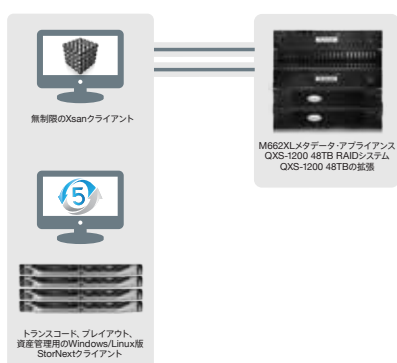 無制限のXsanクライアント
M662XLメタデータ・アプライアンス
QXS-1200 48TB RAIDシステム
QXS-1200 48TBの拡張
5
トランスコード、プレイアウト、
資産管理用のWindows/Linux版
StorNextクライアント